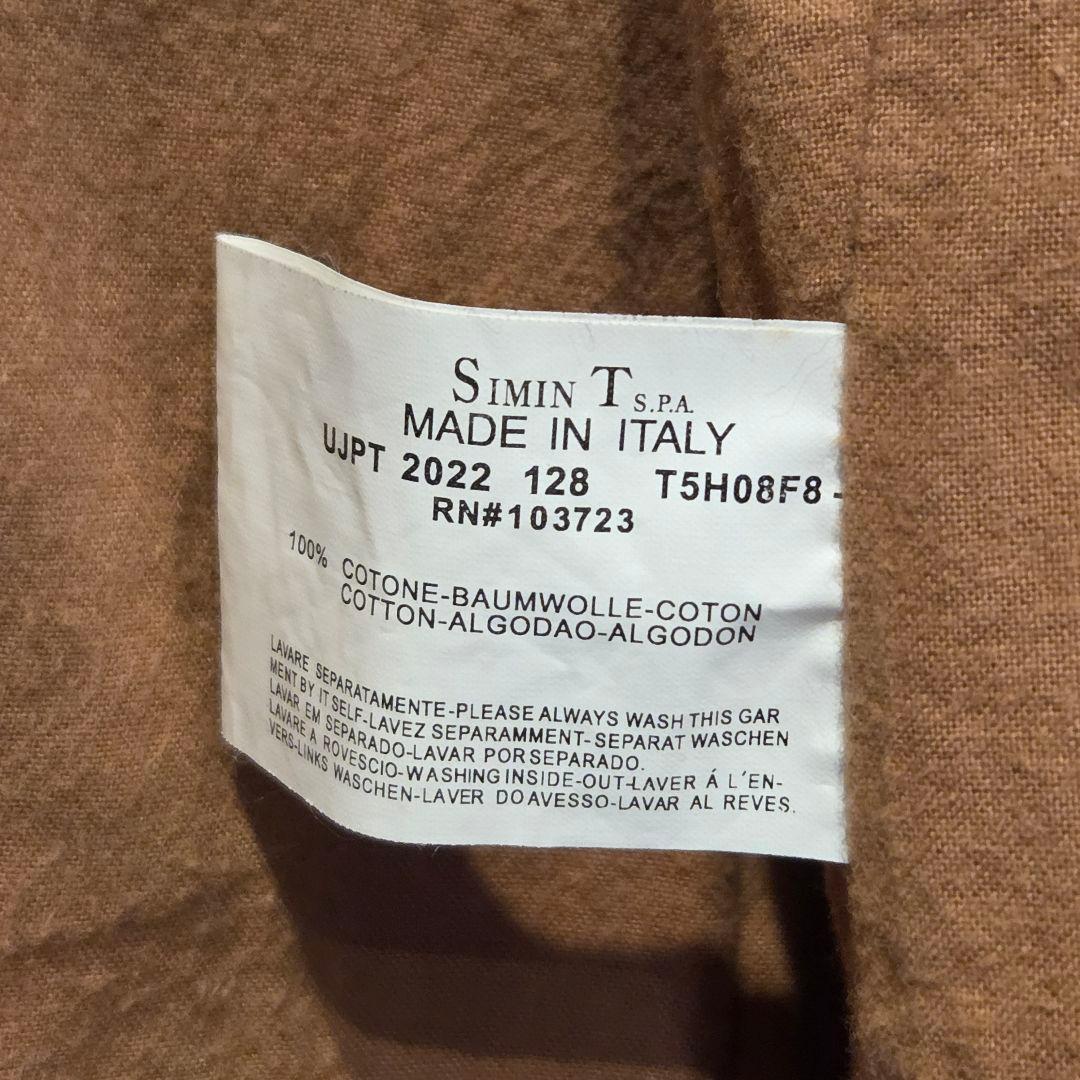 SIMIN T S.P.A.
MADE IN ITALY
UJPT 2022 128 T5H08F8-
RN#103723
100% COTONE-BAUMWOLLE-COTON
COTTON-ALGODAO-ALGODON
LAVARE SEPARATAMENTE-PLEASE ALWAYS WASH THIS GAR
MENT BY IT SELF-LAVEZ SEPARAMMENT-SEPARAT WASCHEN
LAVAR EM SEPARADO-LAVAR POR SEPARADO.
LAVARE A ROVESCIO-WASHING INSIDE-OUT-LAVER Á L'EN-
VERS-LINKS WASCHEN-LAVER DO AVESSO-LAVAR AL REVES.